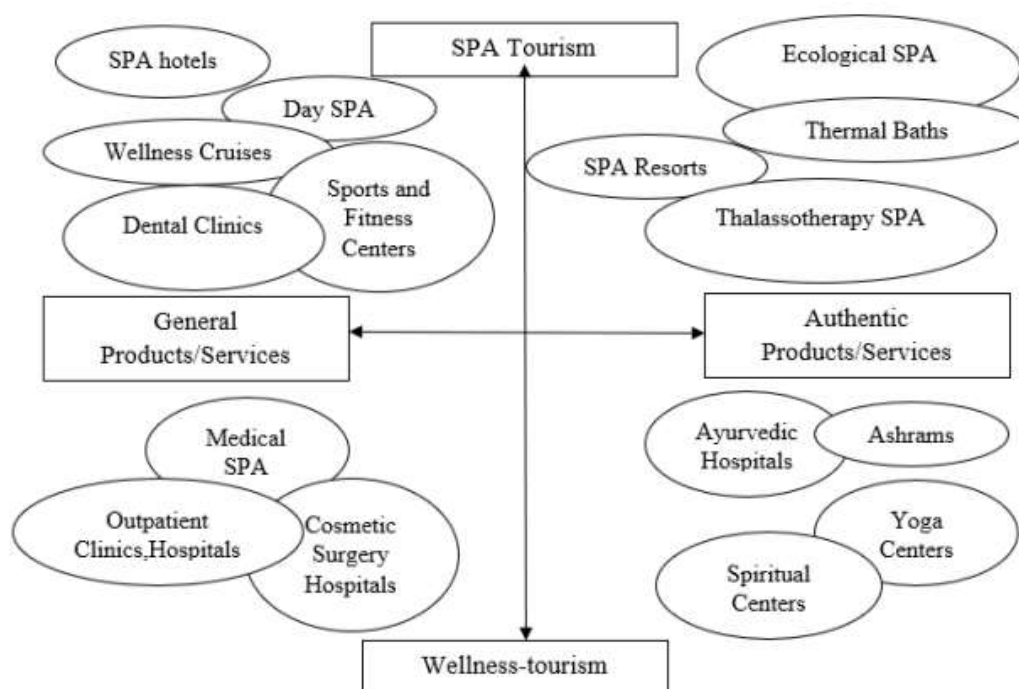 SPA hotels
SPA Tourism
Ecological SPA
Day SPA
Thermal Baths
Wellness Cruises
SPA Resorts
Sports and
Fitness
Centers
Dental Clinics
Thalassotherapy SPA
General
Products/Services
Authentic
Products/Services
Medical
SPA
Ayurvedic
Hospitals
Ashrams
Outpatient
Clinics,Hospitals
Cosmetic
Surgery
Hospitals
Yoga
Centers
Spiritual
Centers
Wellness-tourism